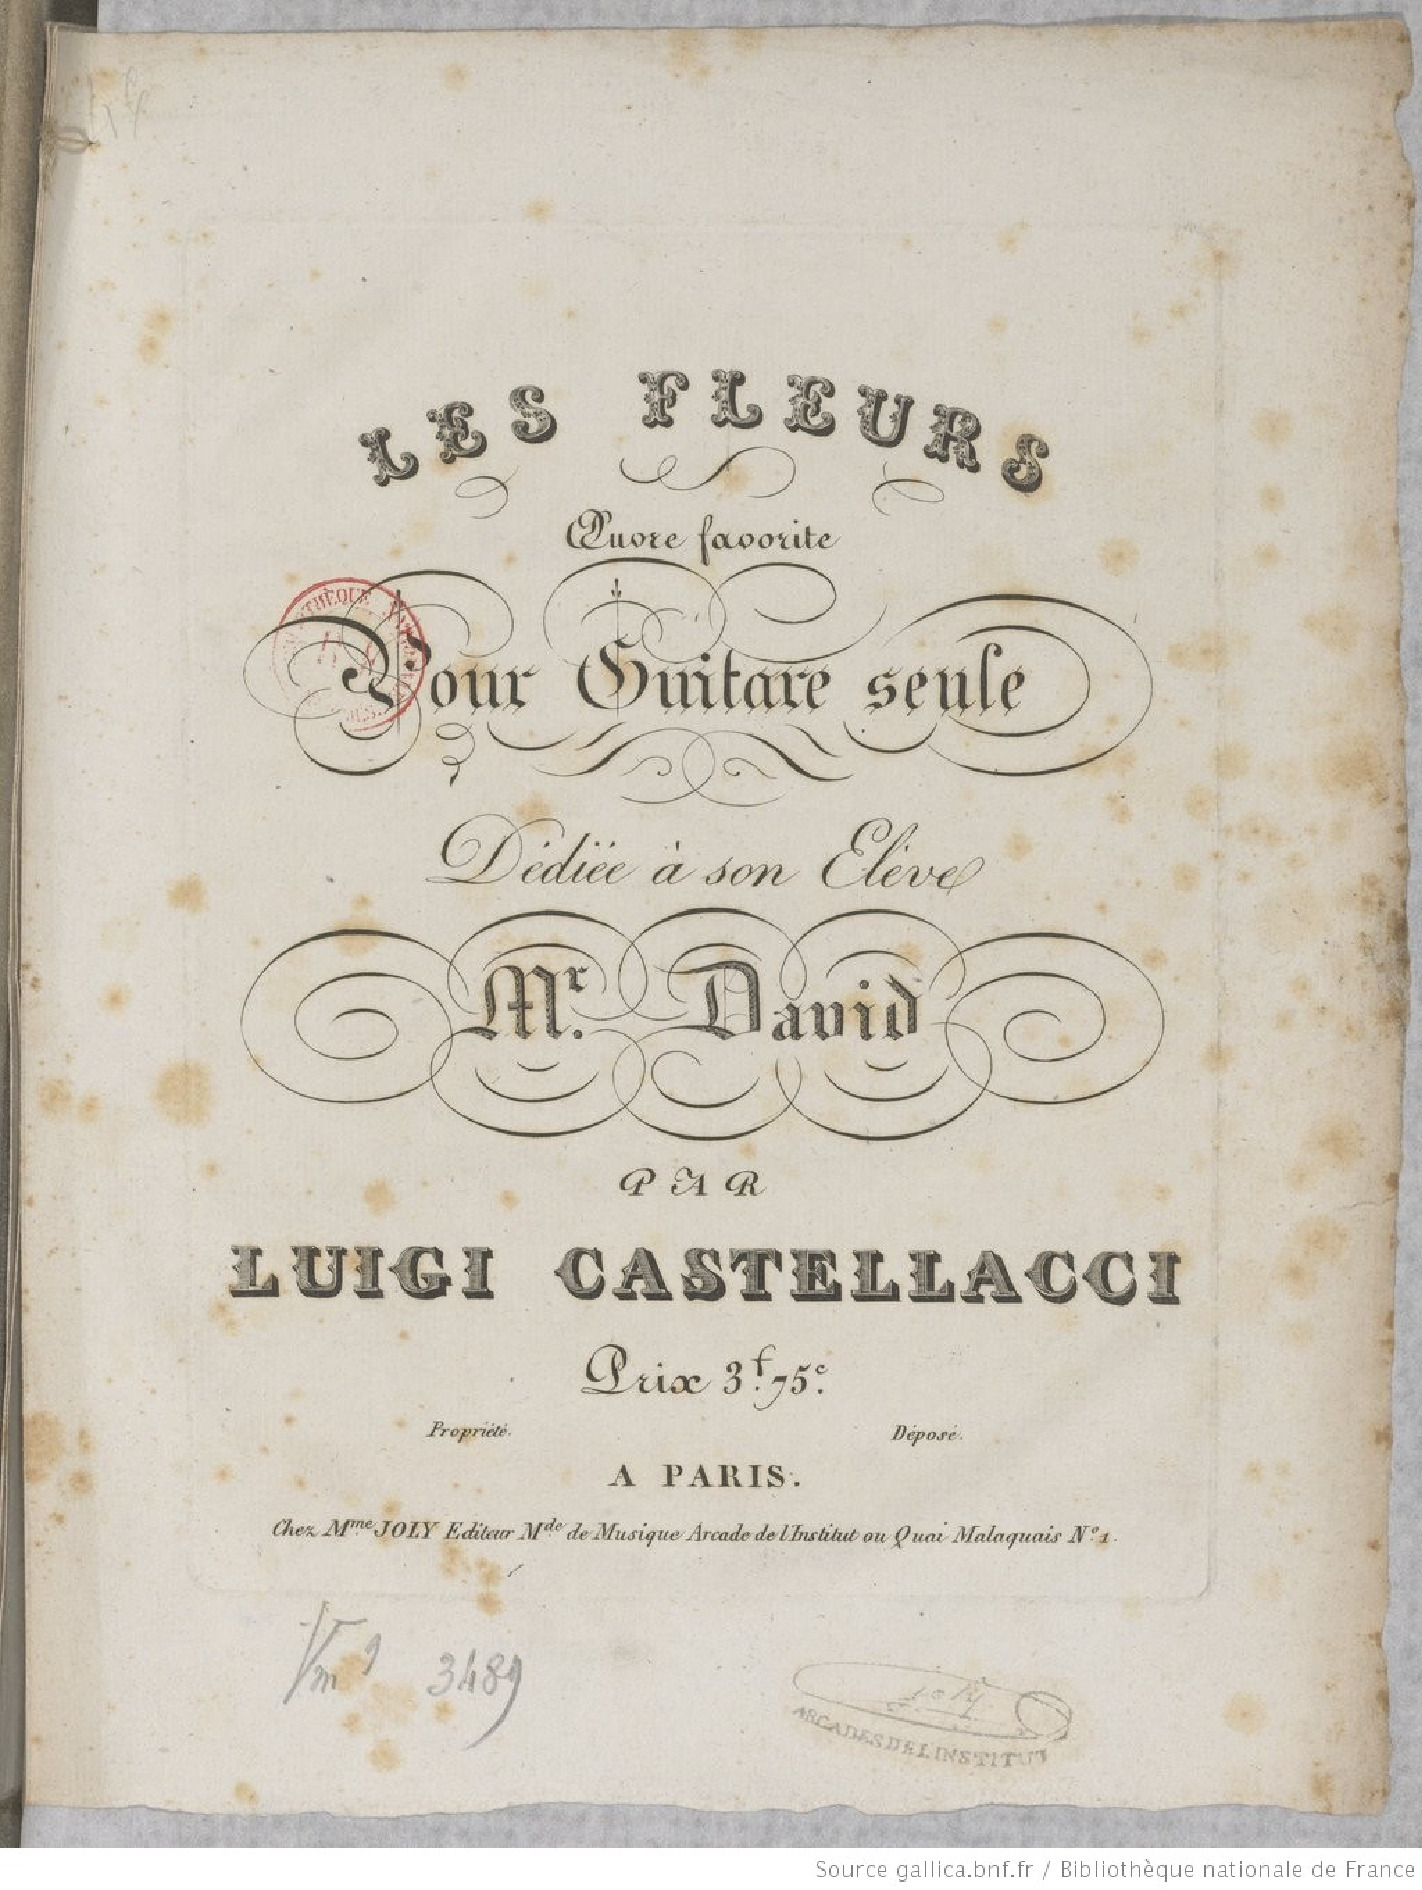 LES FLEURS
Œuvre favorite
Pour Guitare seule
Dédiée à son Elève
Mr. David
PAR
LUIGI CASTELLACCI
Prix 3f. 75c.
Propriété. Déposé.
A PARIS.
Chez Mme. JOLY Editeur Mde. de Musique Arcade de l'Institut ou Quai Malaquais No. 1.
Vm9 3489
Joly
ARCADES DE L'INSTITUT
Source gallica.bnf.fr / Bibliothèque nationale de France